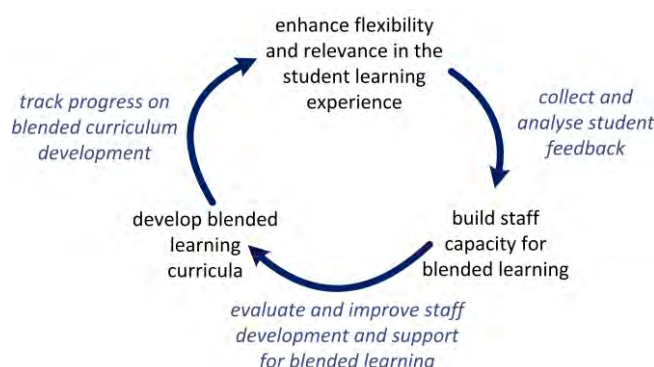 enhance flexibility
and relevance in the
student learning
experience
collect and
analyse student
feedback
build staff
capacity for
blended learning
evaluate and improve staff
development and support
for blended learning
develop blended
learning
curricula
track progress on
blended curriculum
development